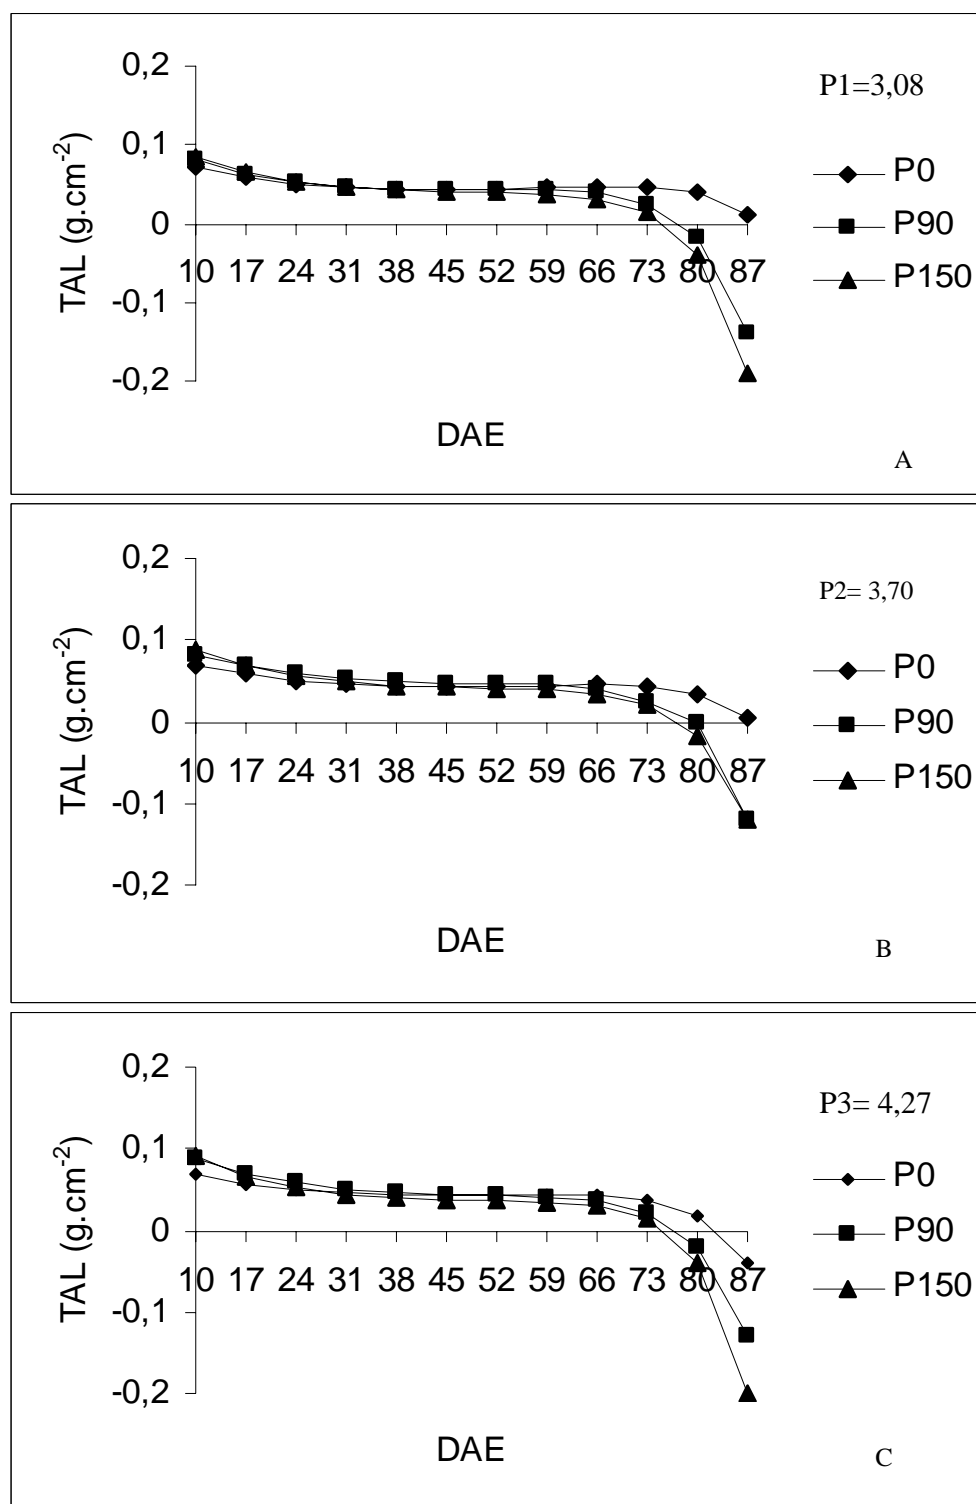 0,2
P1=3,08
0,1
P0
TAL (g.cm-2)
0
P90
10 17 24 31 38 45 52 59 66 73 80 87
P150
-0,1
-0,2
DAE
A
0,2
P2= 3,70
0,1
P0
TAL (g.cm-2)
0
P90
10 17 24 31 38 45 52 59 66 73 80 87
P150
-0,1
-0,2
DAE
B
0,2
P3= 4,27
0,1
P0
TAL (g.cm-2)
0
P90
10 17 24 31 38 45 52 59 66 73 80 87
P150
-0,1
-0,2
DAE
C